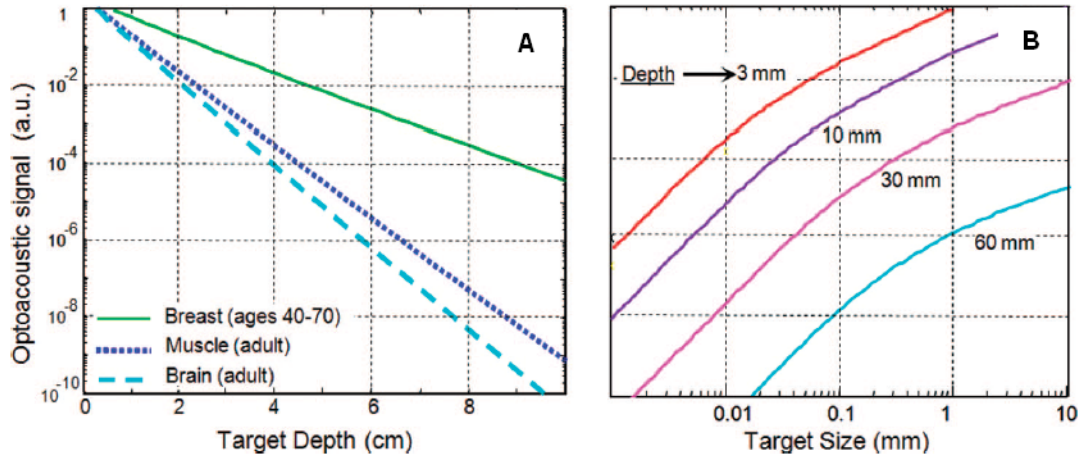 A
Optoacoustic signal (a.u.)
1
10-2
10-4
10-6
10-8
10-10
Breast (ages 40-70)
Muscle (adult)
Brain (adult)
0
2
4
6
8
Target Depth (cm)
B
Depth
3 mm
10 mm
30 mm
60 mm
0.01
0.1
1
10
Target Size (mm)